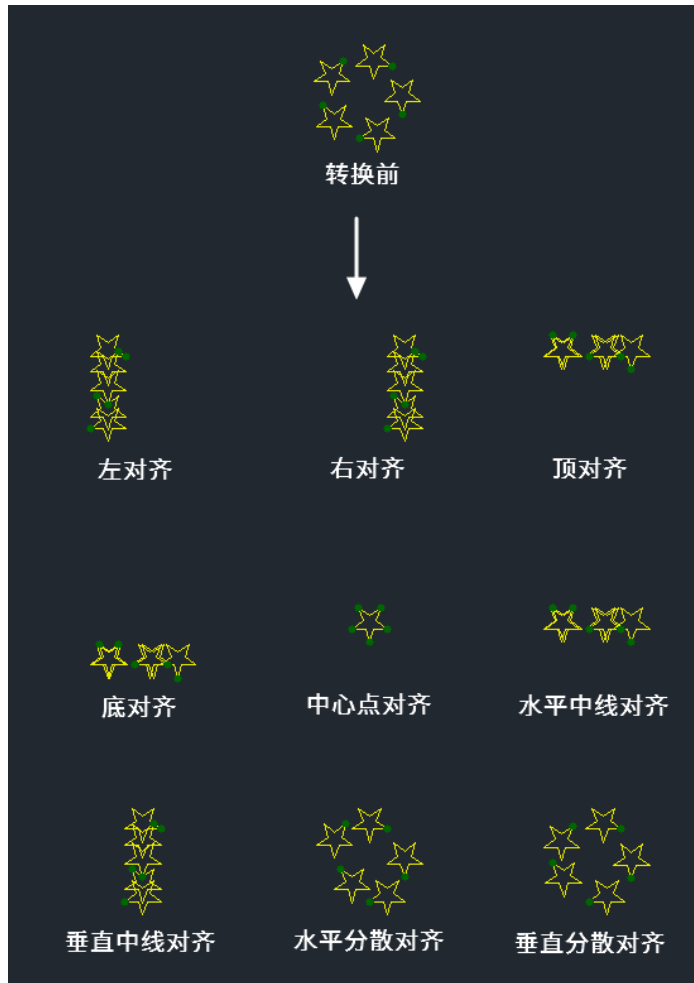 转换前
左对齐
右对齐
顶对齐
底对齐
中心点对齐
水平中线对齐
垂直中线对齐
水平分散对齐
垂直分散对齐